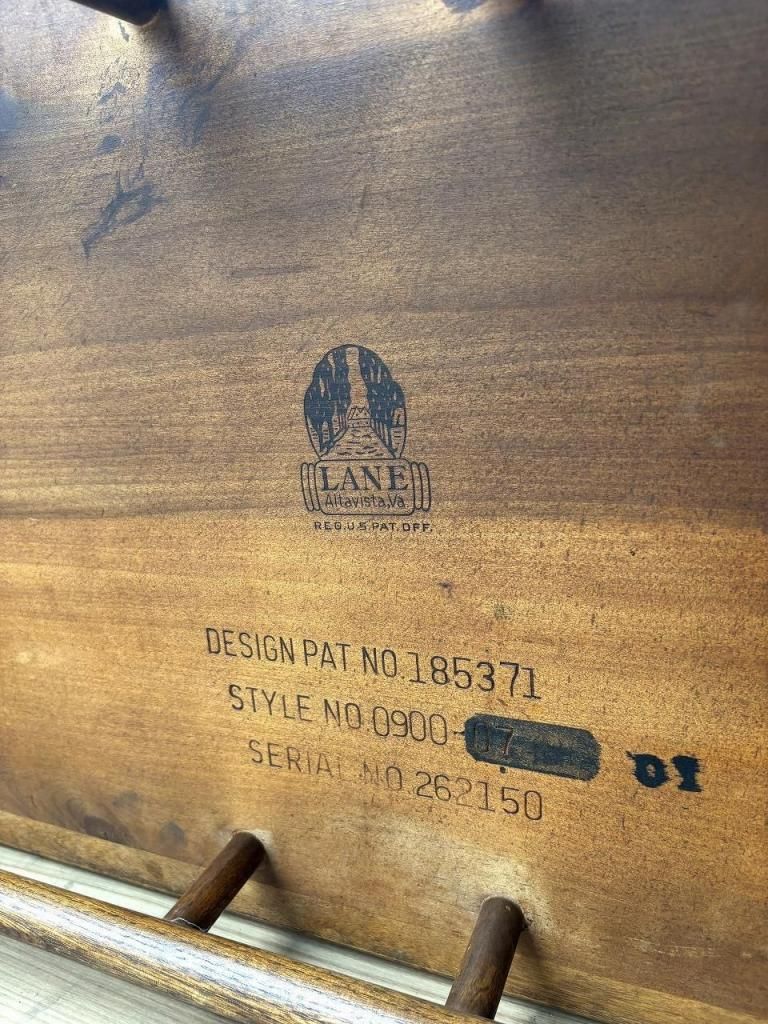 LANE
Altavista, Va.
REG. U.S. PAT. OFF.
DESIGN PAT. NO. 185371
STYLE NO. 0900-07 01
SERIAL NO. 262150